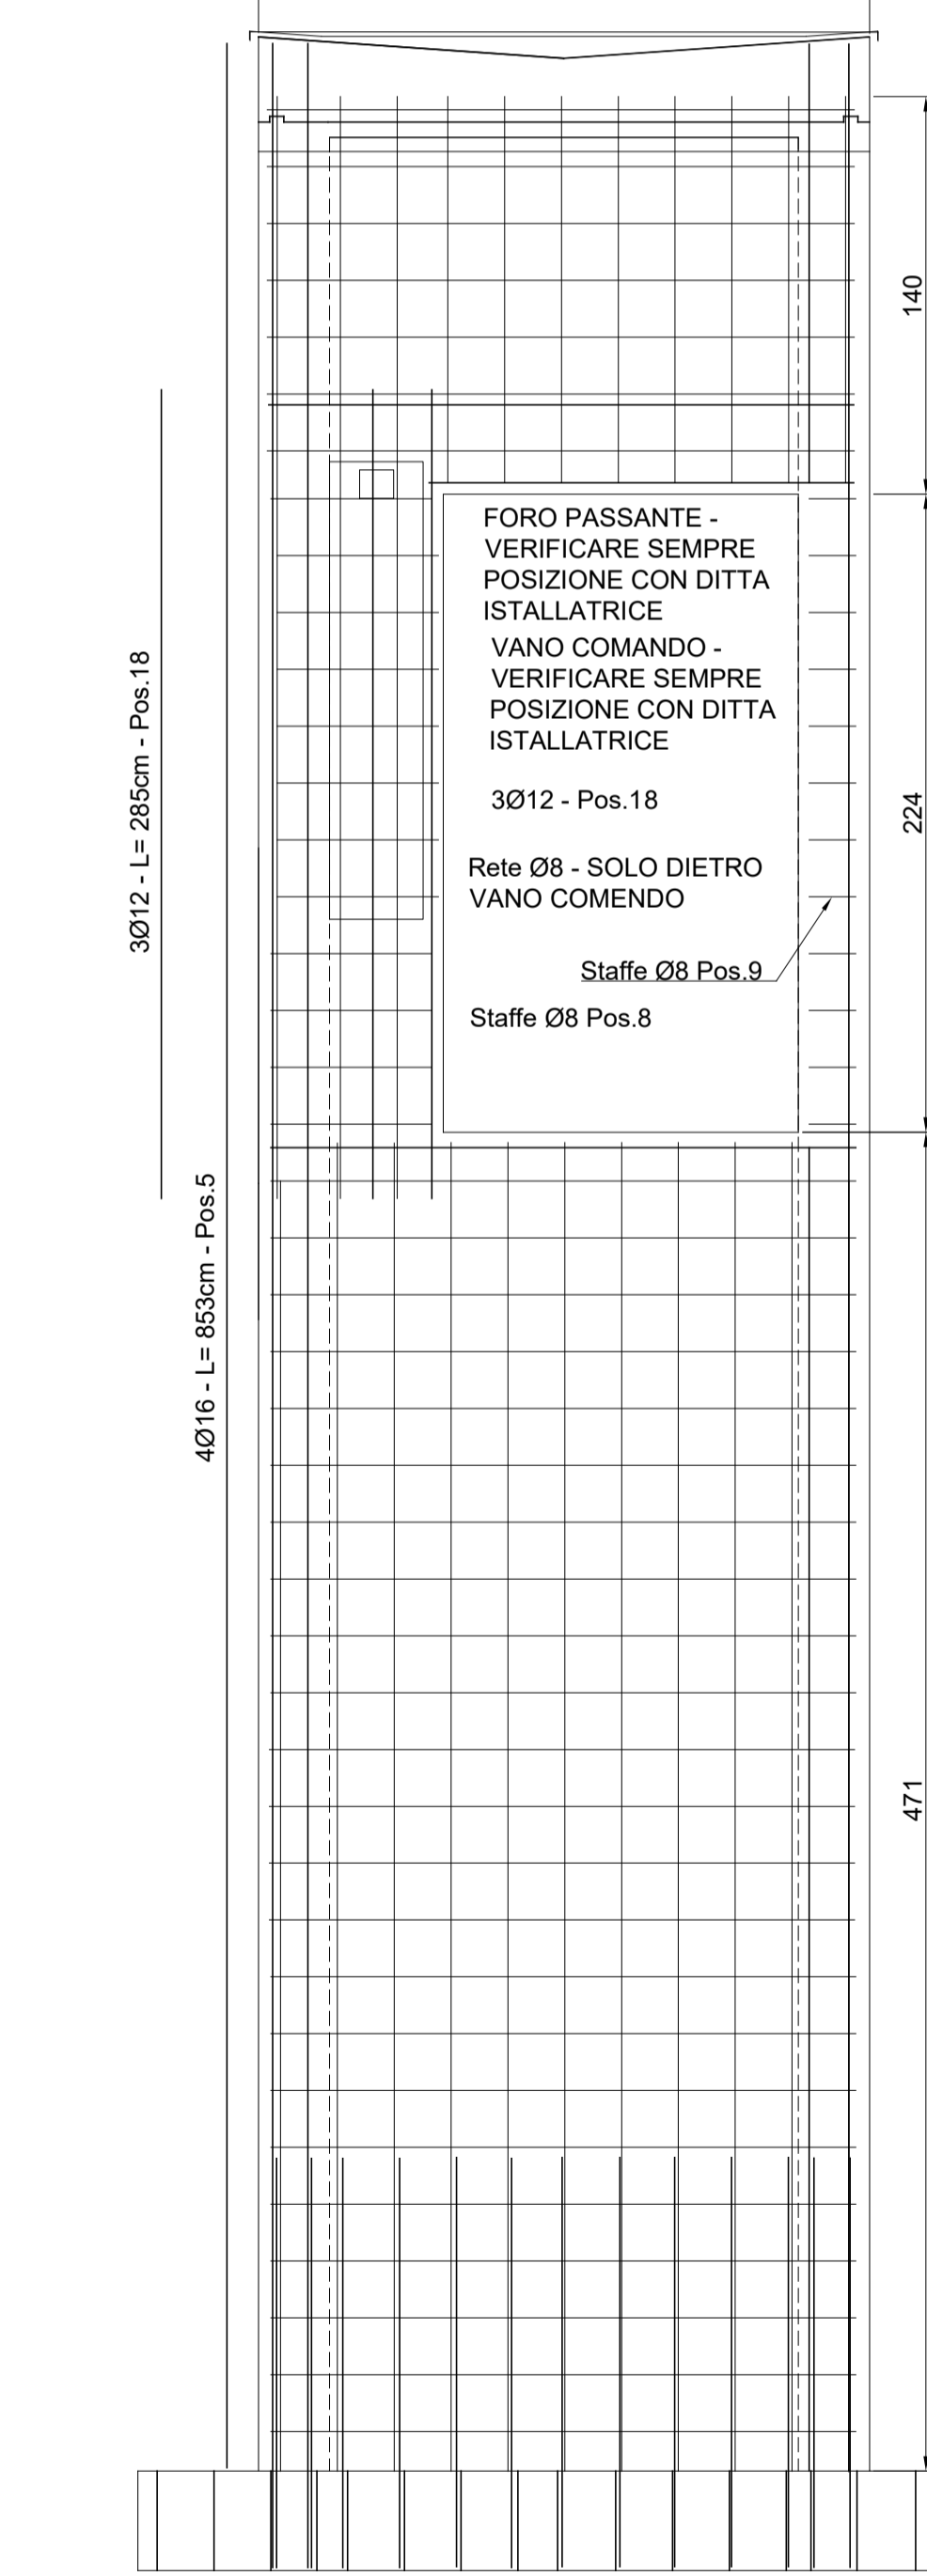 140
FORO PASSANTE -
VERIFICARE SEMPRE
POSIZIONE CON DITTA
ISTALLATRICE
VANO COMANDO -
VERIFICARE SEMPRE
POSIZIONE CON DITTA
ISTALLATRICE
3Ø12 - Pos.18
Rete Ø8 - SOLO DIETRO
VANO COMENDO
Staffe Ø8 Pos.9
Staffe Ø8 Pos.8
224
3Ø12 - L= 285cm - Pos.18
4Ø16 - L= 853cm - Pos.5
471